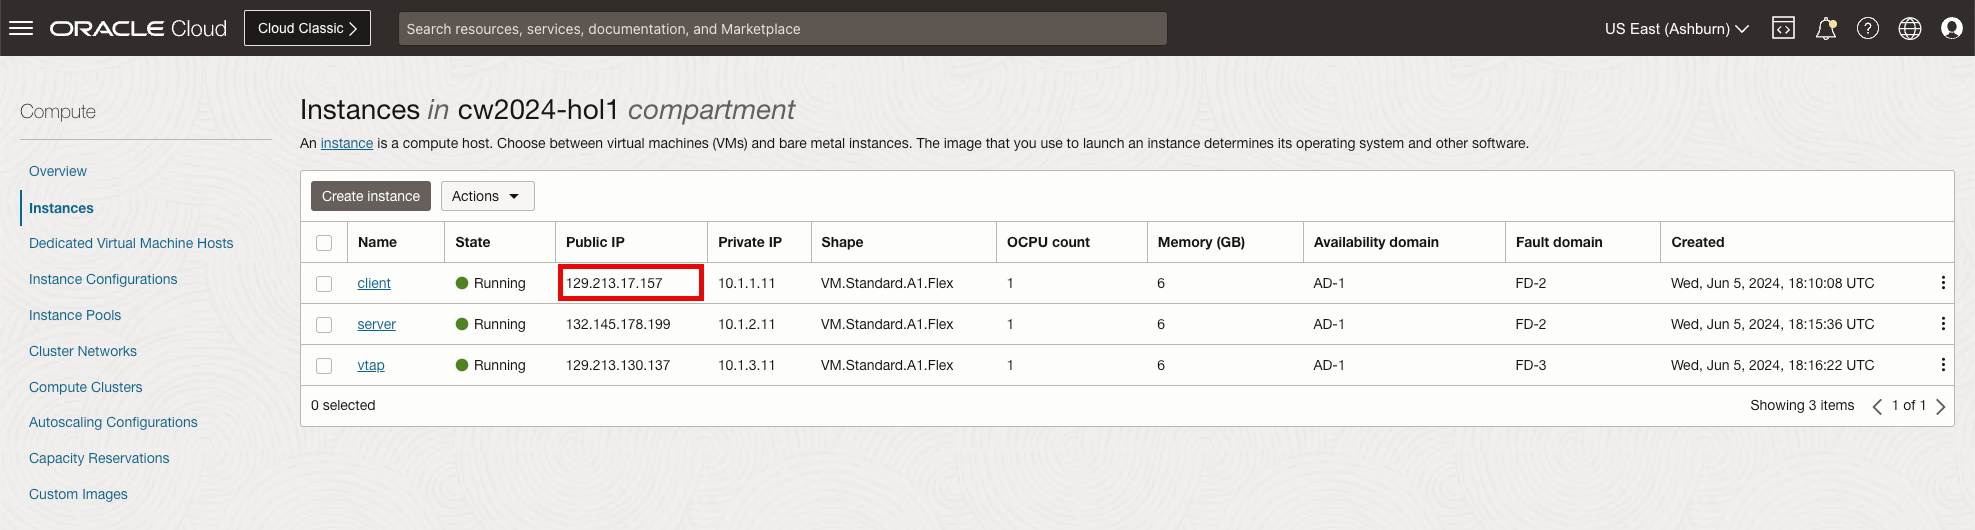 ORACLE Cloud
Cloud Classic
Search resources, services, documentation, and Marketplace
US East (Ashburn)
Compute
Overview
Instances
Dedicated Virtual Machine Hosts
Instance Configurations
Instance Pools
Cluster Networks
Compute Clusters
Autoscaling Configurations
Capacity Reservations
Custom Images
Instances in cw2024-hol1 compartment
An instance is a compute host. Choose between virtual machines (VMs) and bare metal instances. The image that you use to launch an instance determines its operating system and other software.
Create instance Actions
Name State Public IP Private IP Shape OCPU count Memory (GB) Availability domain Fault domain Created
client Running 129.213.17.157 10.1.1.11 VM.Standard.A1.Flex 1 6 AD-1 FD-2 Wed, Jun 5, 2024, 18:10:08 UTC
server Running 132.145.178.199 10.1.2.11 VM.Standard.A1.Flex 1 6 AD-1 FD-2 Wed, Jun 5, 2024, 18:15:36 UTC
vtap Running 129.213.130.137 10.1.3.11 VM.Standard.A1.Flex 1 6 AD-1 FD-3 Wed, Jun 5, 2024, 18:16:22 UTC
0 selected Showing 3 items 1 of 1